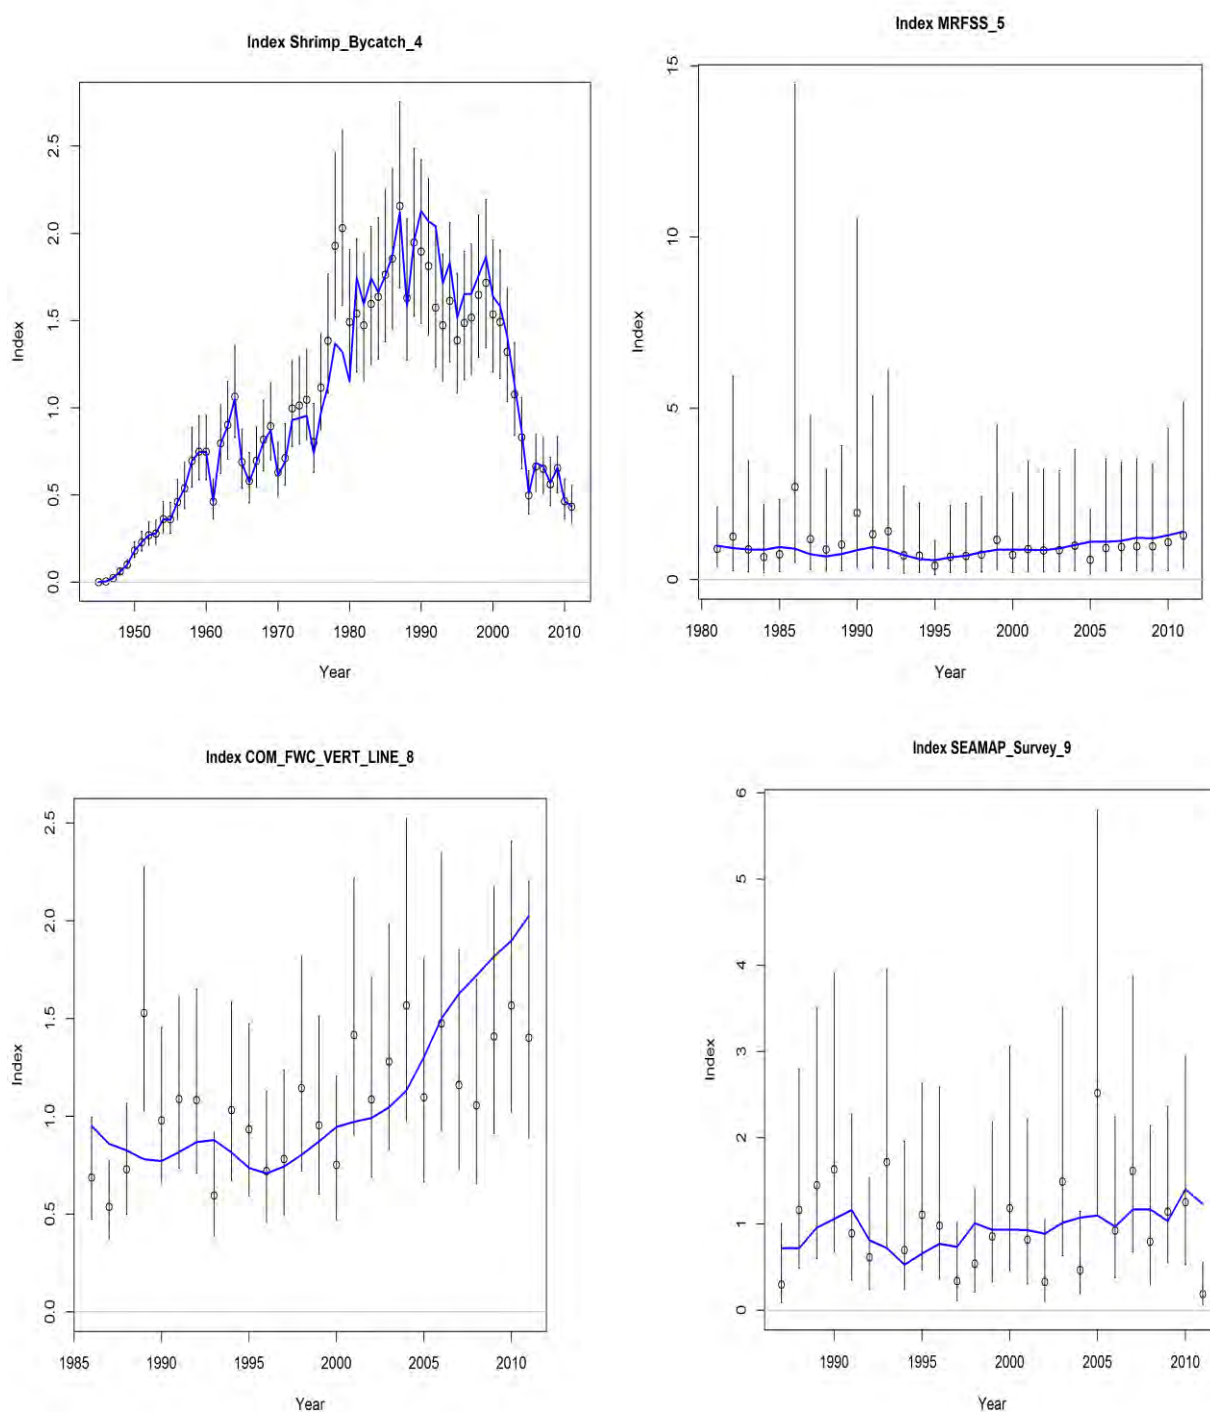 Index Shrimp_Bycatch_4
Index
2.5
2.0
1.5
1.0
0.5
0.0
1950 1960 1970 1980 1990 2000 2010
Year
Index MRFSS_5
Index
15
10
5
0
1980 1985 1990 1995 2000 2005 2010
Year
Index COM_FWC_VERT_LINE_8
Index
2.5
2.0
1.5
1.0
0.5
0.0
1985 1990 1995 2000 2005 2010
Year
Index SEAMAP_Survey_9
Index
6
5
4
3
2
1
0
1990 1995 2000 2005 2010
Year